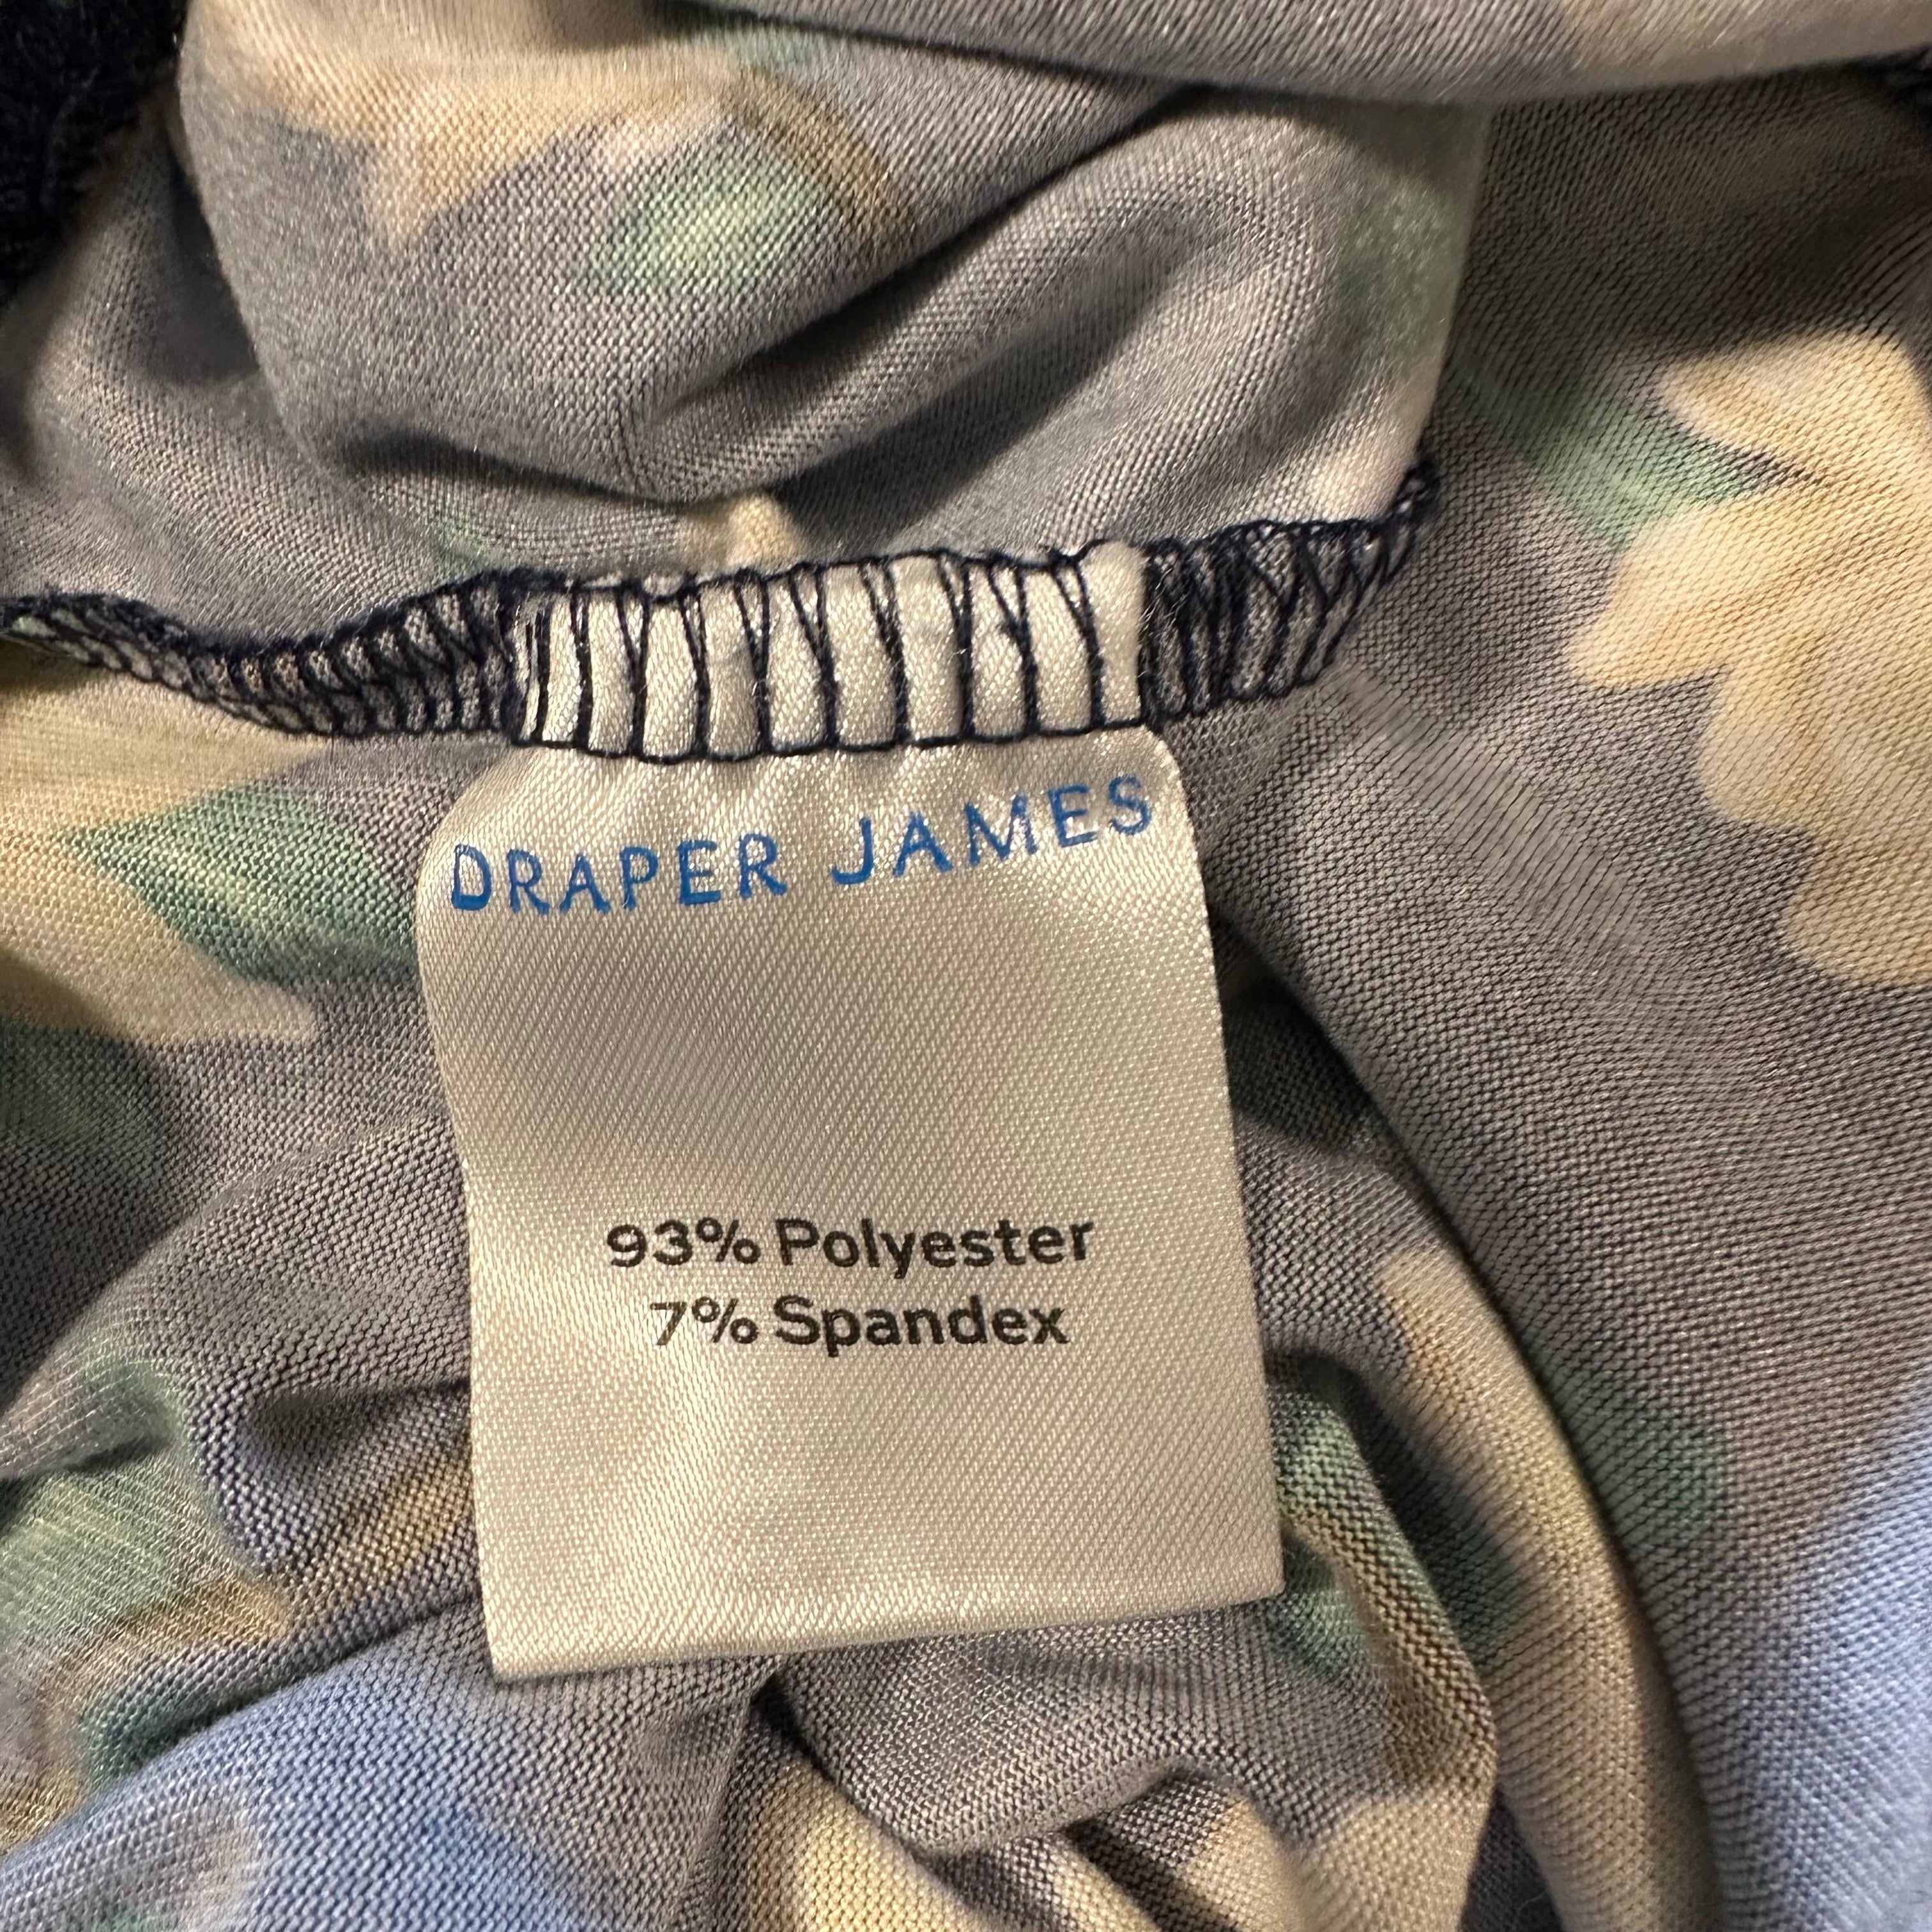 DRAPER JAMES
93% Polyester
7% Spandex